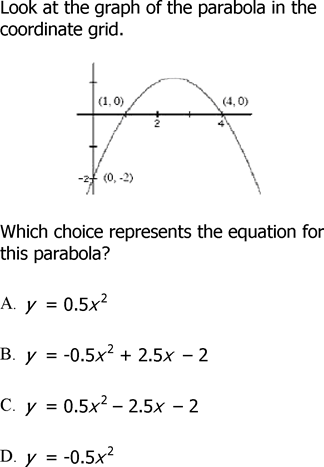 Look at the graph of the parabola in the
coordinate grid.
(1, 0) (4, 0)
2 4
-2 (0, -2)
Which choice represents the equation for
this parabola?
A. y = 0.5x²
B. y = -0.5x² + 2.5x - 2
C. y = 0.5x² – 2.5x - 2
D. y = -0.5x²